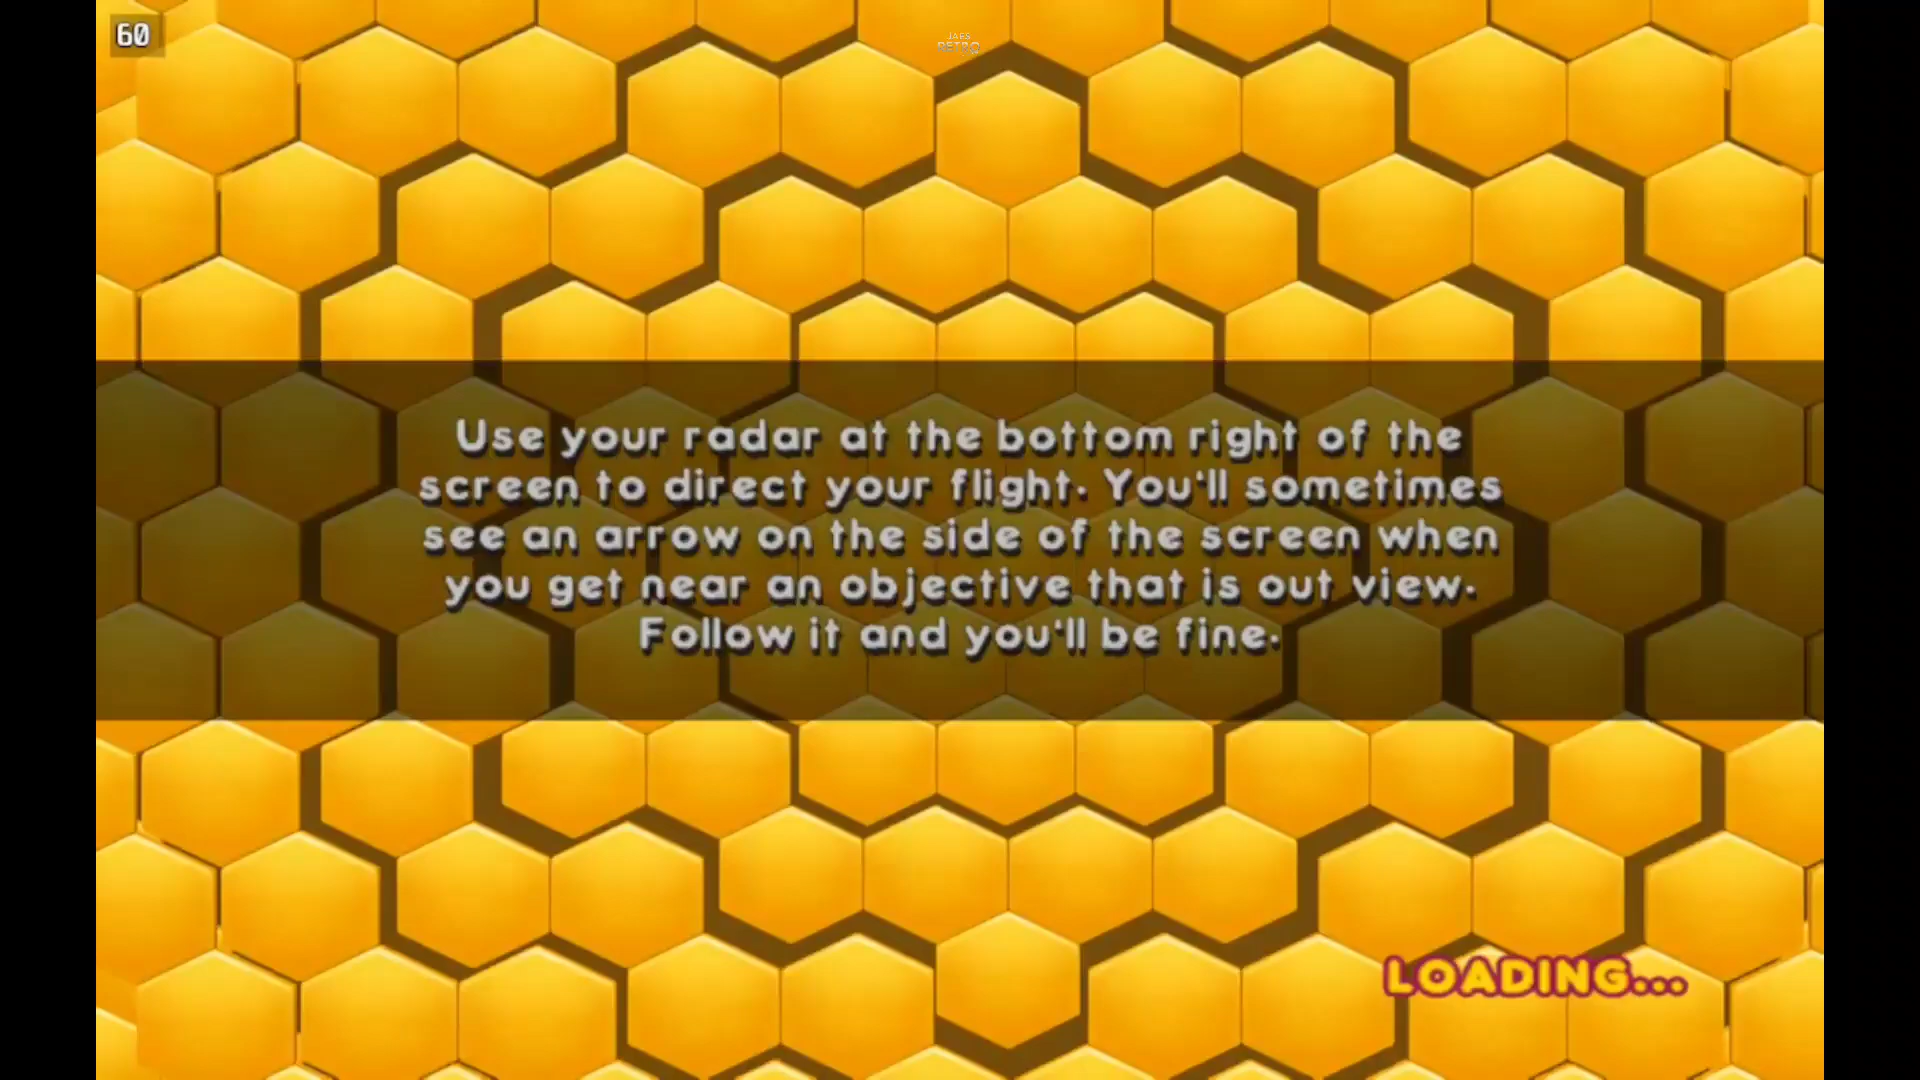 60
JAES
RETRO
Use your radar at the bottom right of the
screen to direct your flight. You'll sometimes
see an arrow on the side of the screen when
you get near an objective that is out view.
Follow it and you'll be fine.
LOADING...